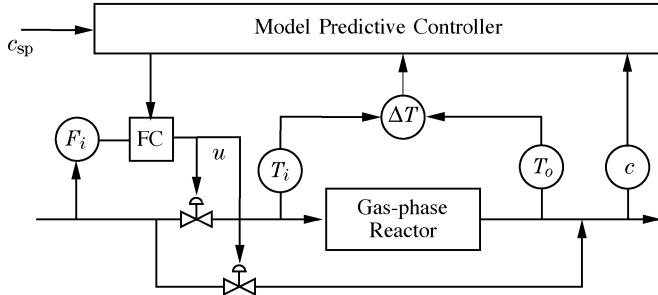 Model Predictive Controller
c_sp
F_i
FC
u
T_i
ΔT
T_o
c
Gas-phase
Reactor